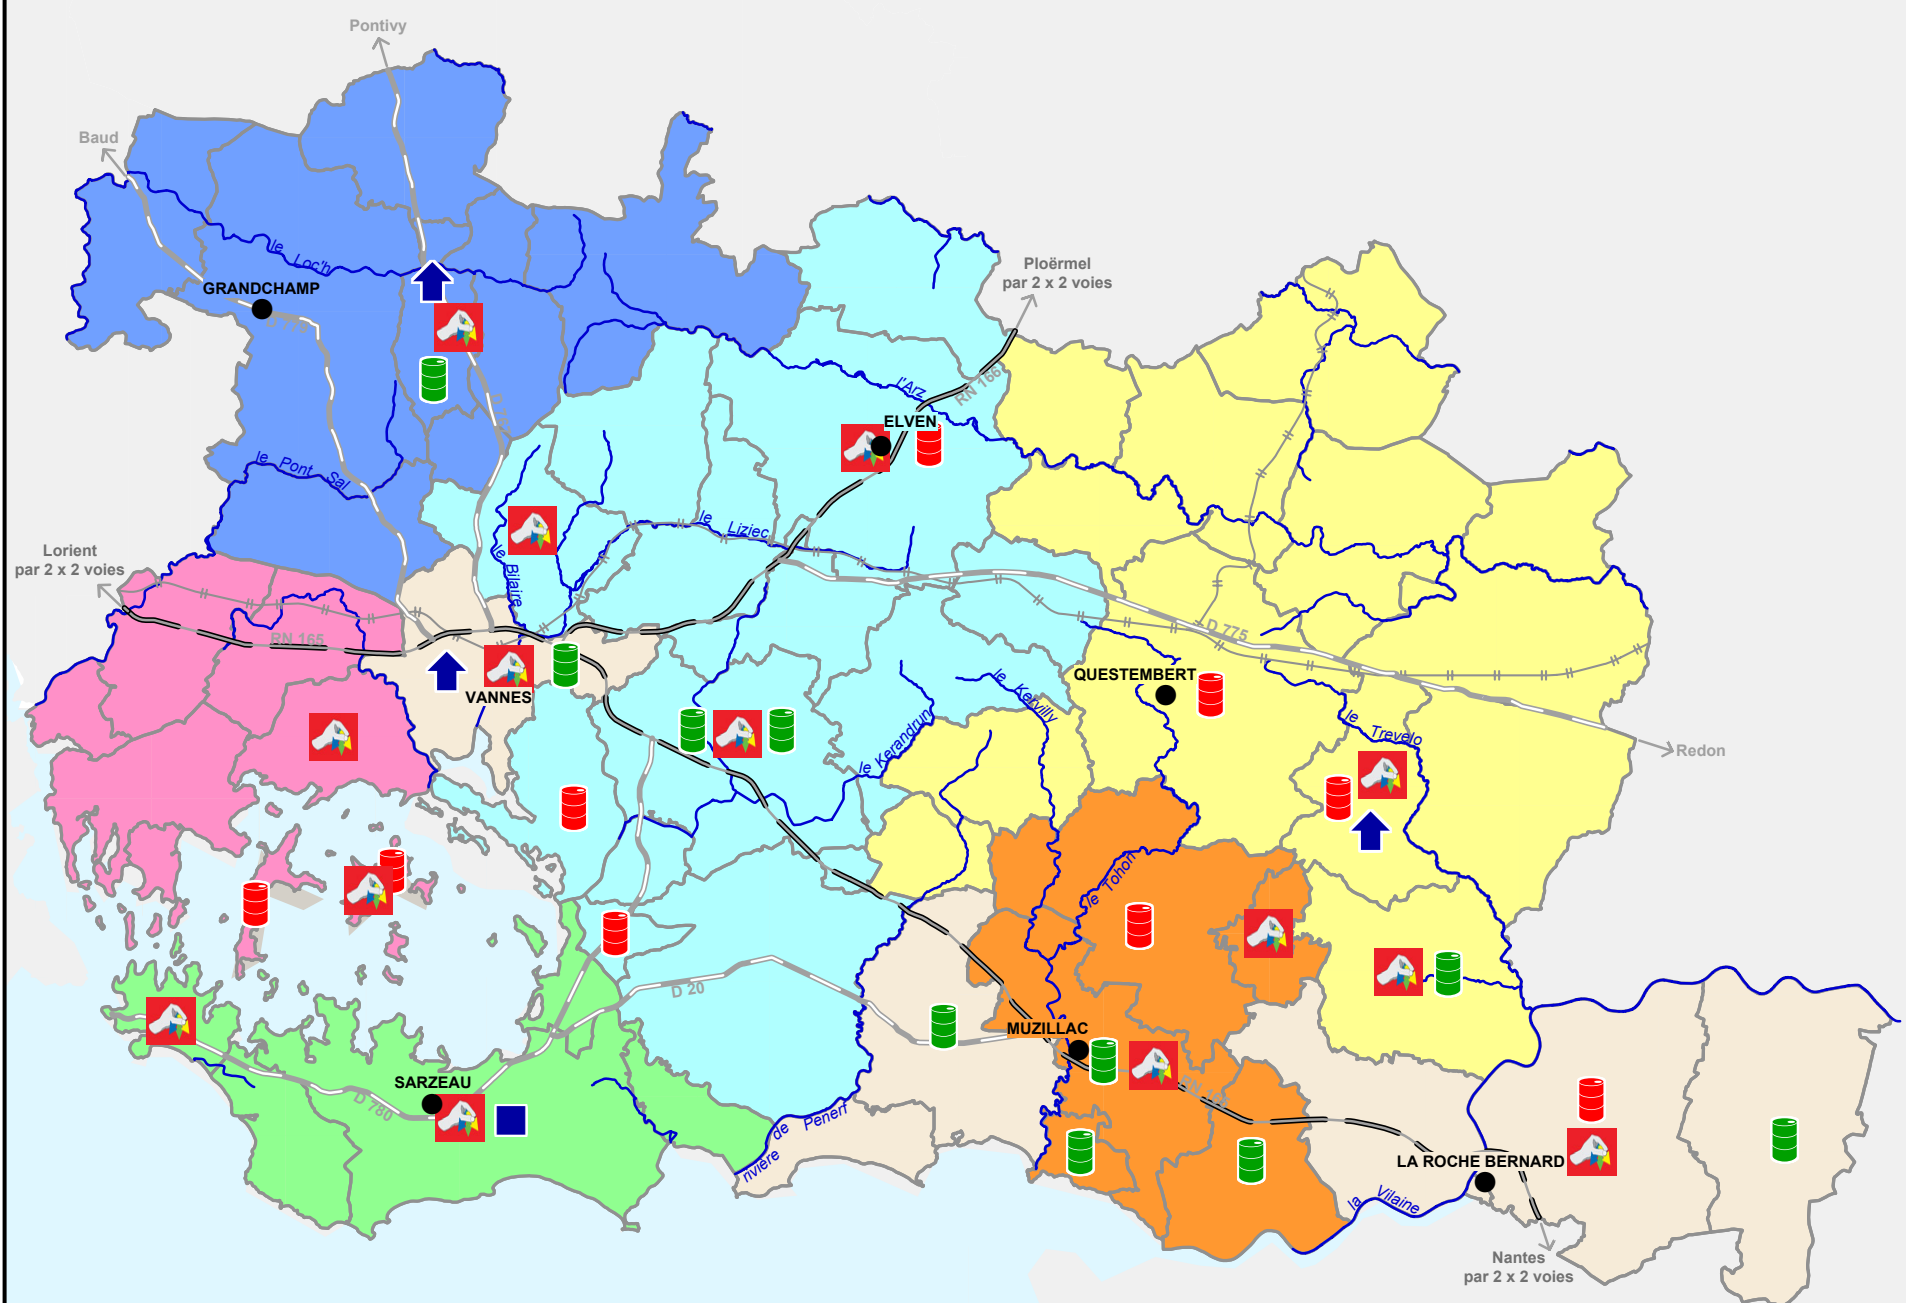 Pontivy
Baud
le Loc'h
GRANDCHAMP
D 779
Ploërmel
par 2 x 2 voies
l'Arz
RN 166
ELVEN
le Pont Sal
le Liziec
Lorient
par 2 x 2 voies
le Bilaire
RN 165
D 775
VANNES
QUESTEMBERT
le Kervilly
le Kerandrun
le Trevelo
Redon
le Tohon
D 20
MUZILLAC
SARZEAU
D 780
RN 165
rivière de Penerf
LA ROCHE BERNARD
la Vilaine
Nantes
par 2 x 2 voies